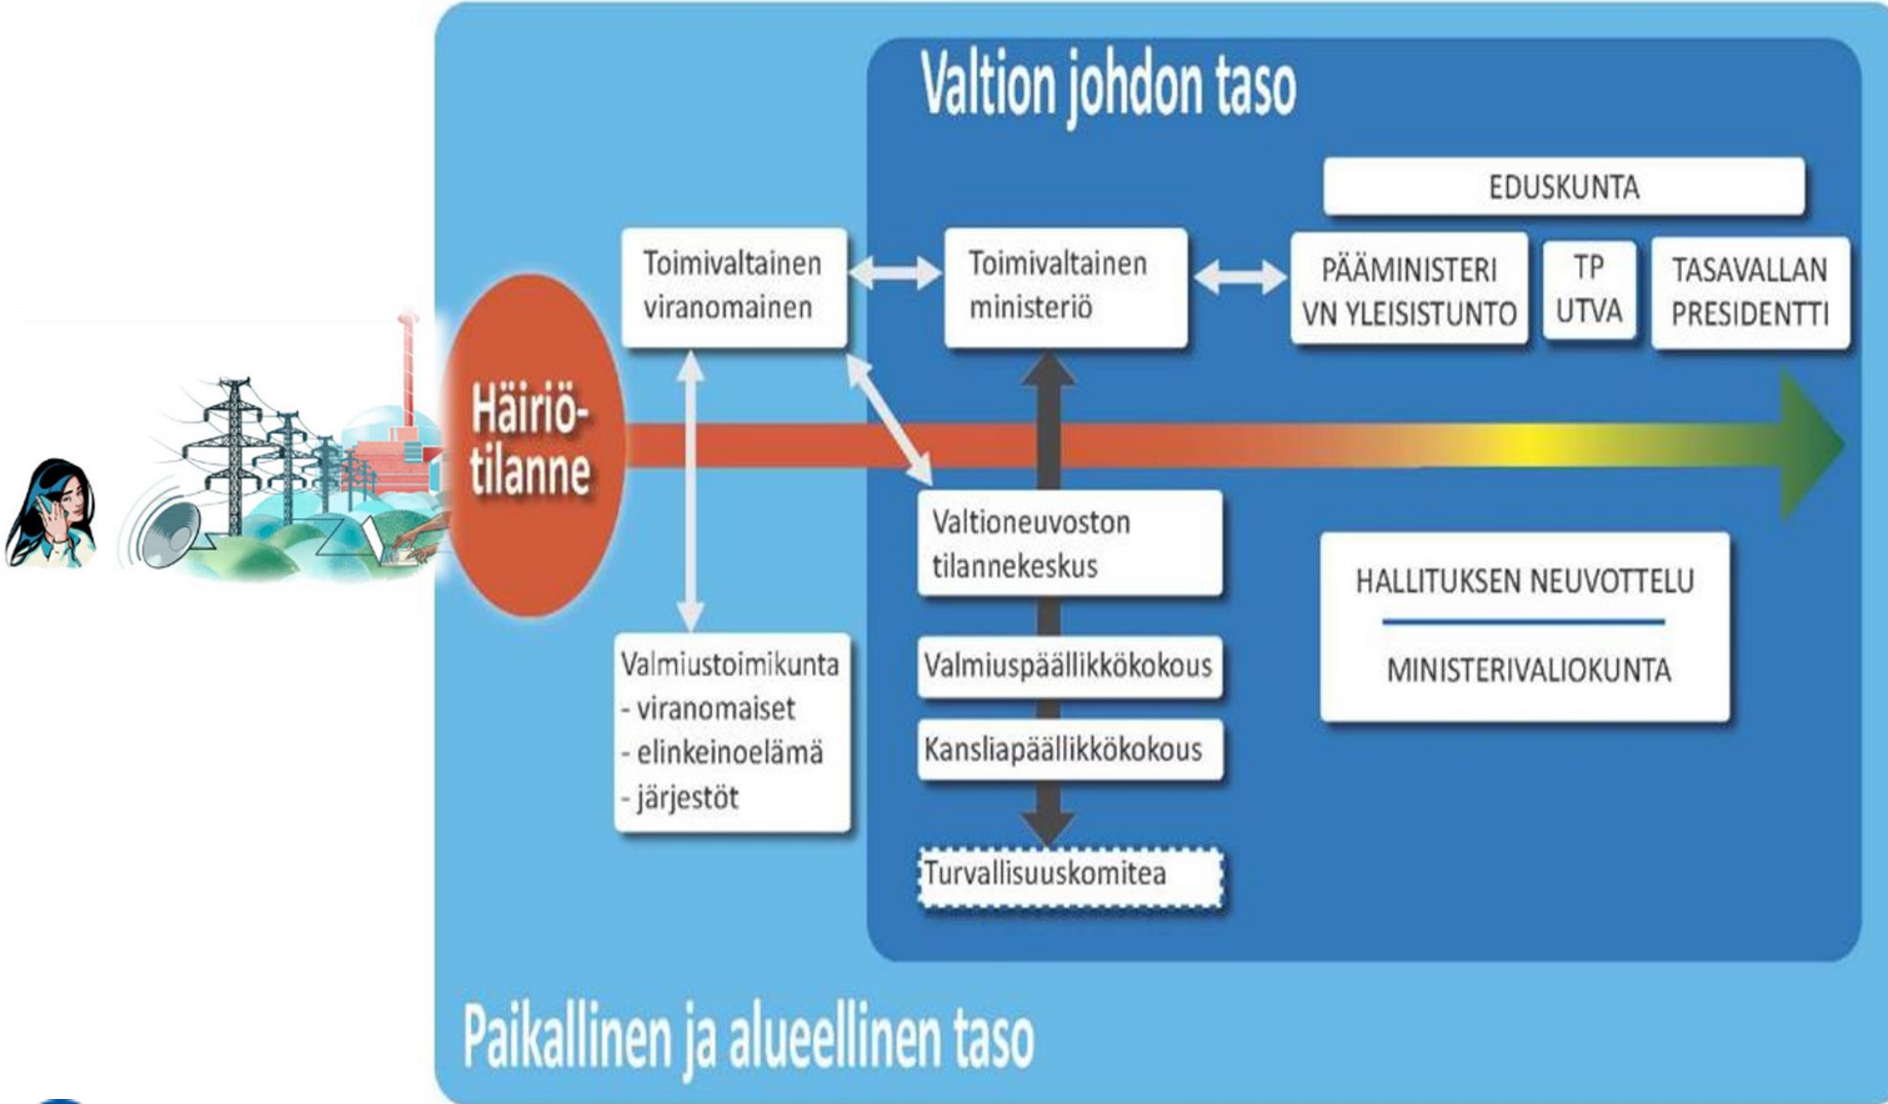 Valtion johdon taso
EDUSKUNTA
Toimivaltainen
viranomainen
Toimivaltainen
ministeriö
PÄÄMINISTERI
VN YLEISISTUNTO
TP
UTVA
TASAVALLAN
PRESIDENTTI
Häiriö-
tilanne
Valtioneuvoston
tilannekeskus
Valmiuspäällikkökokous
Kansliapäällikkökokous
Turvallisuuskomitea
Valmiustoimikunta
- viranomaiset
- elinkeinoelämä
- järjestöt
HALLITUKSEN NEUVOTTELU
MINISTERIVALIOKUNTA
Paikallinen ja alueellinen taso